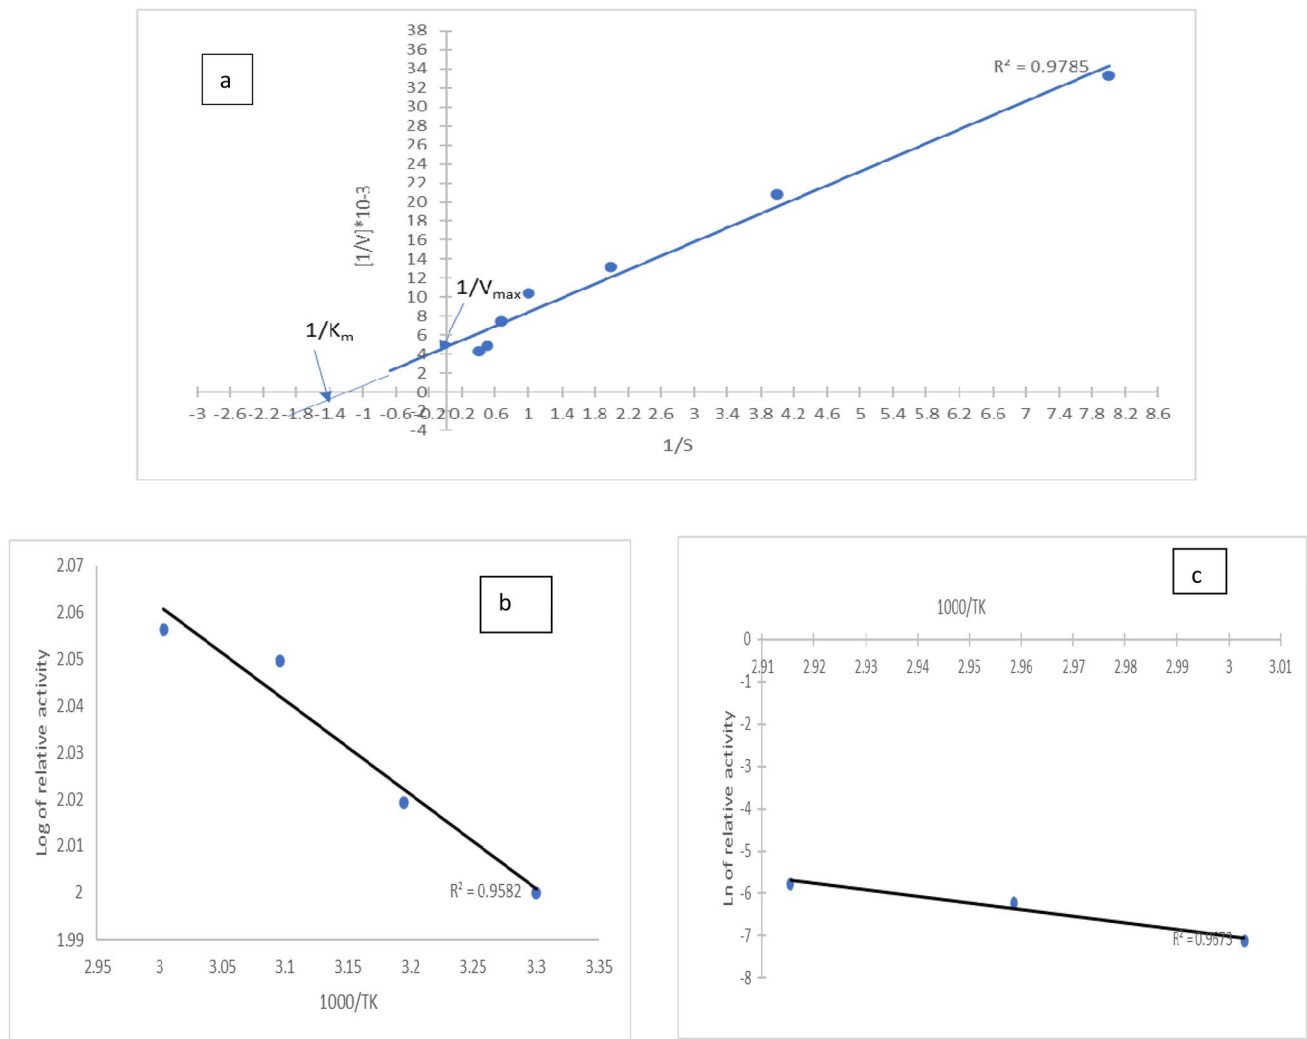 a
38
36
34
32
30
28
26
24
22
20
18
16
14
12
10
8
6
4
2
0
-2
-4
[1/V]*10-3
R² = 0.9785
1/Vmax
1/Km
-3 -2.6 -2.2 -1.8 -1.4 -1 -0.6 -0.2 0.2 0.6 1 1.4 1.8 2.2 2.6 3 3.4 3.8 4.2 4.6 5 5.4 5.8 6.2 6.6 7 7.4 7.8 8.2 8.6
1/S
b
2.07
2.06
2.05
2.04
2.03
2.02
2.01
2
1.99
Log of relative activity
R² = 0.9582
2.95 3 3.05 3.1 3.15 3.2 3.25 3.3 3.35
1000/TK
c
1000/TK
0
-1
-2
-3
-4
-5
-6
-7
-8
2.91 2.92 2.93 2.94 2.95 2.96 2.97 2.98 2.99 3 3.01
Ln of relative activity
R² = 0.9673